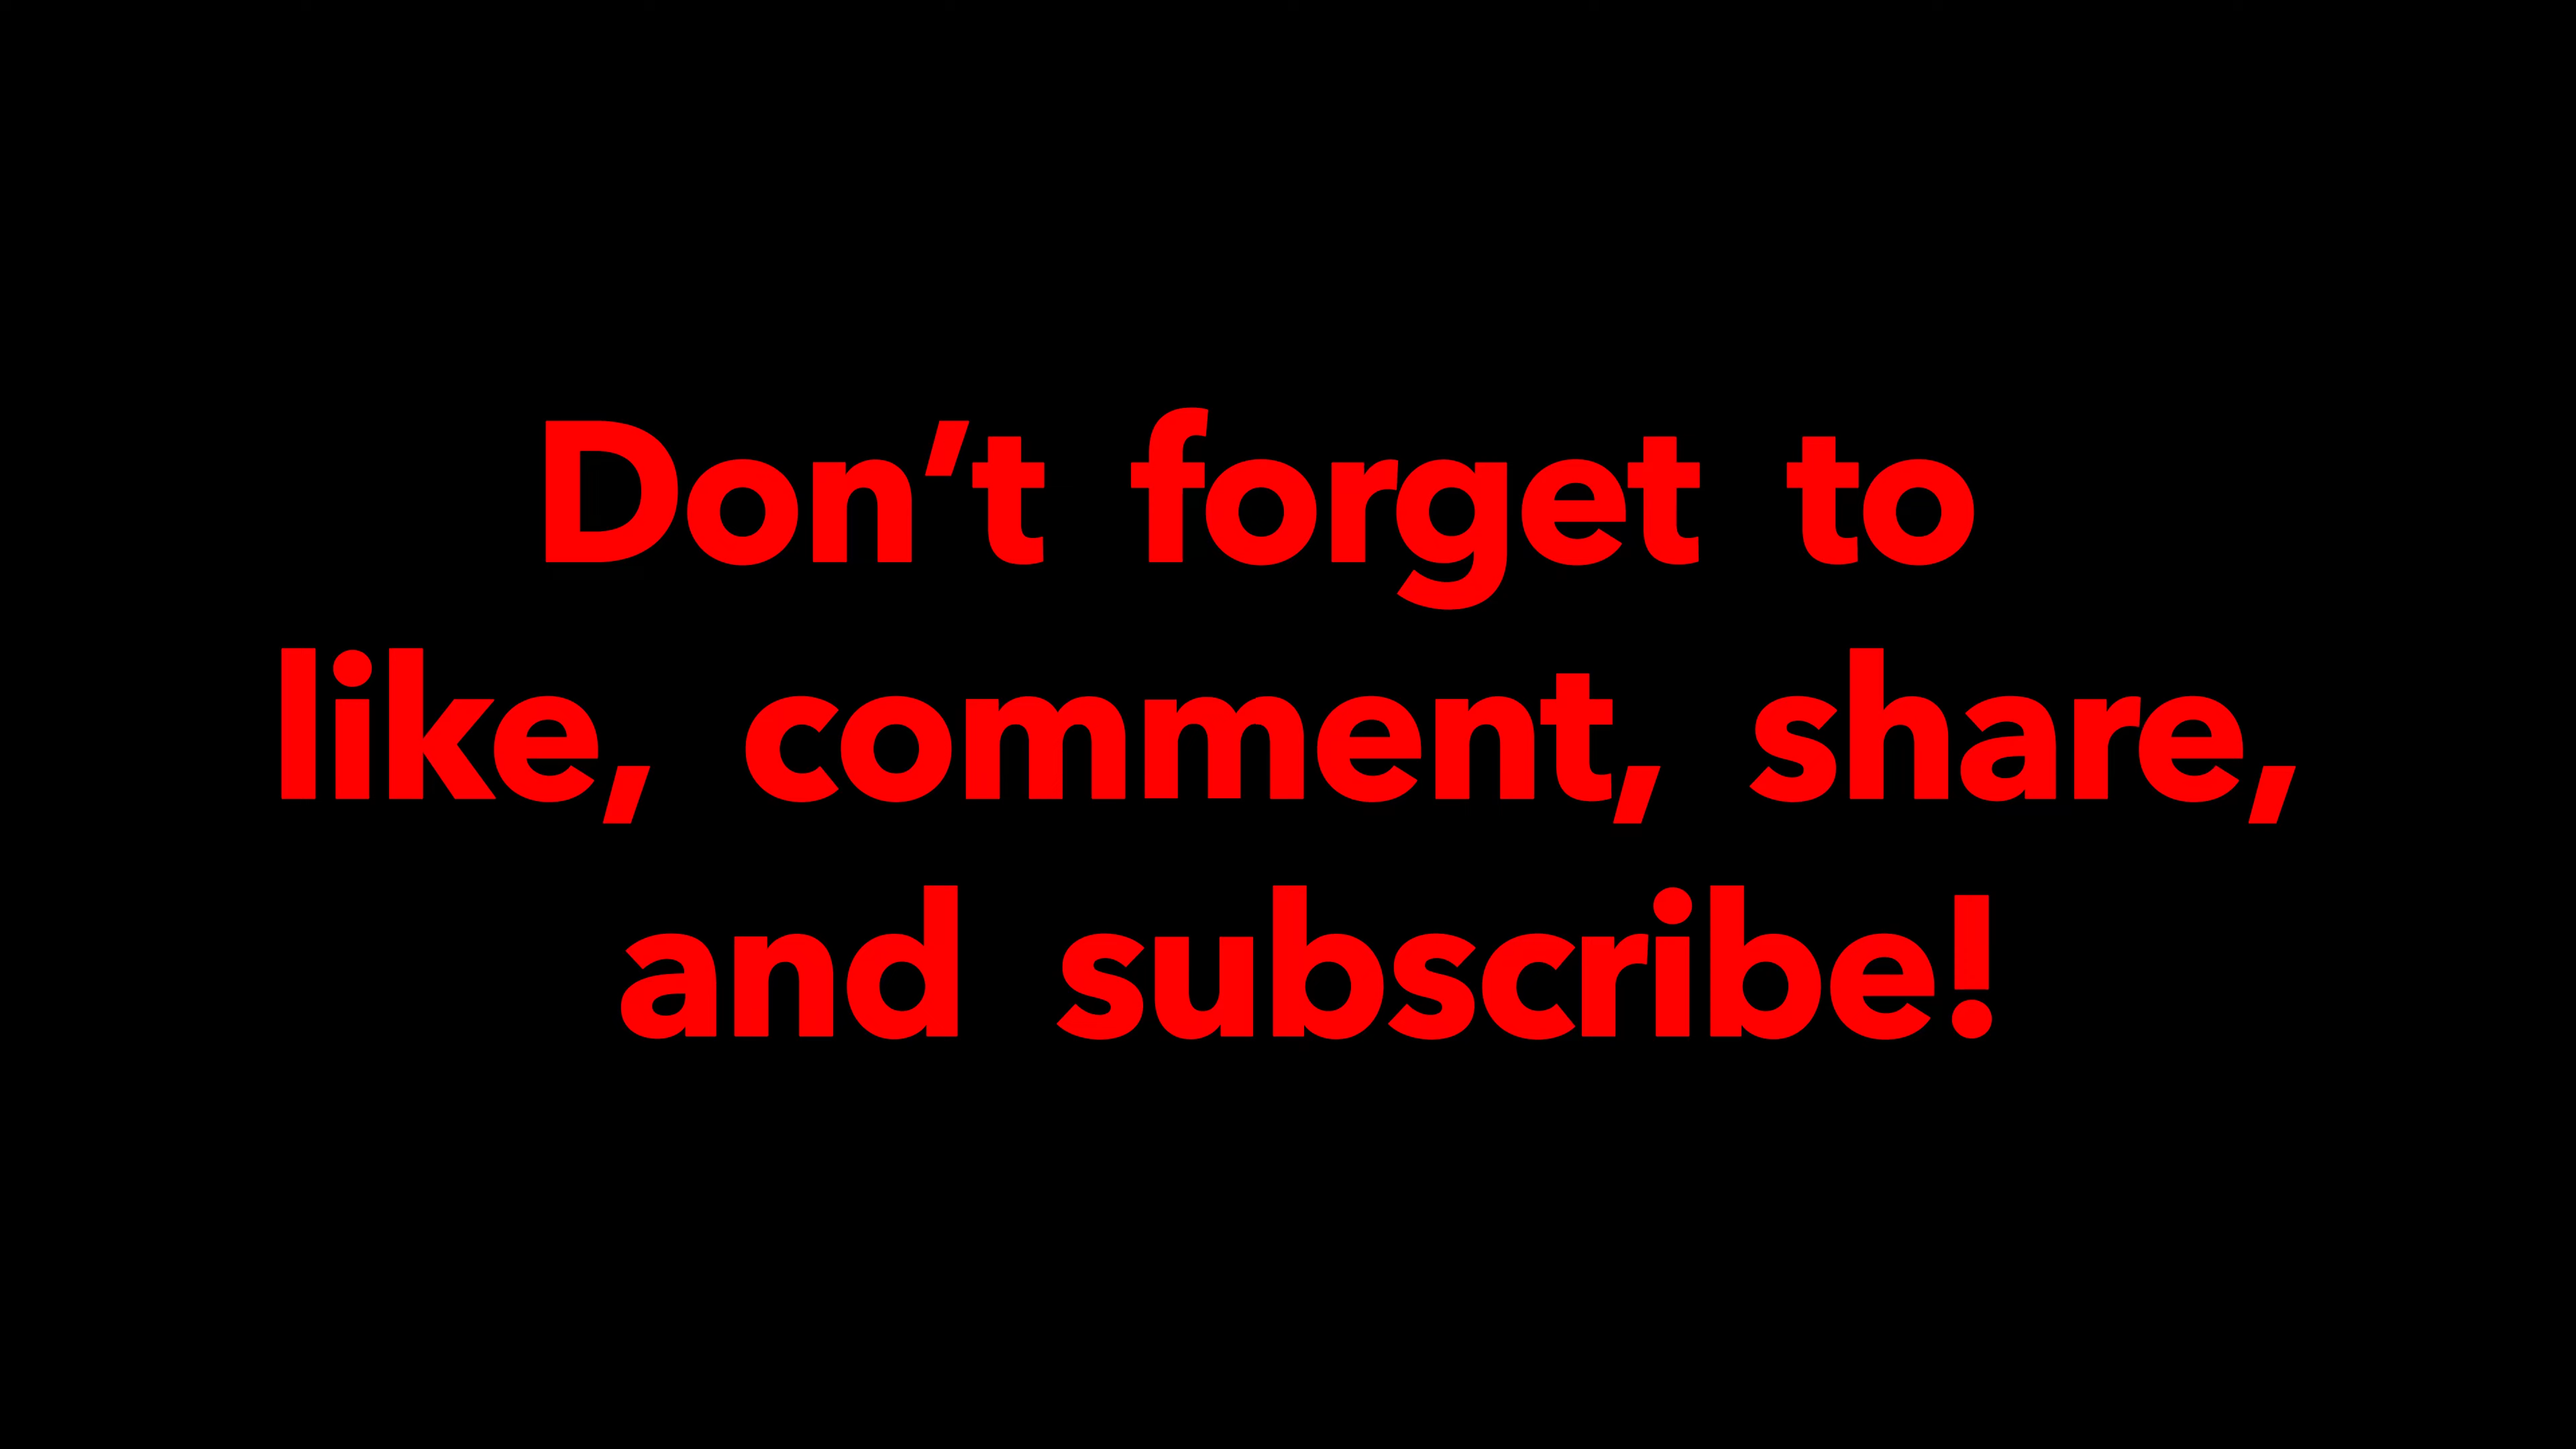 Don’t forget to
like, comment, share,
and subscribe!